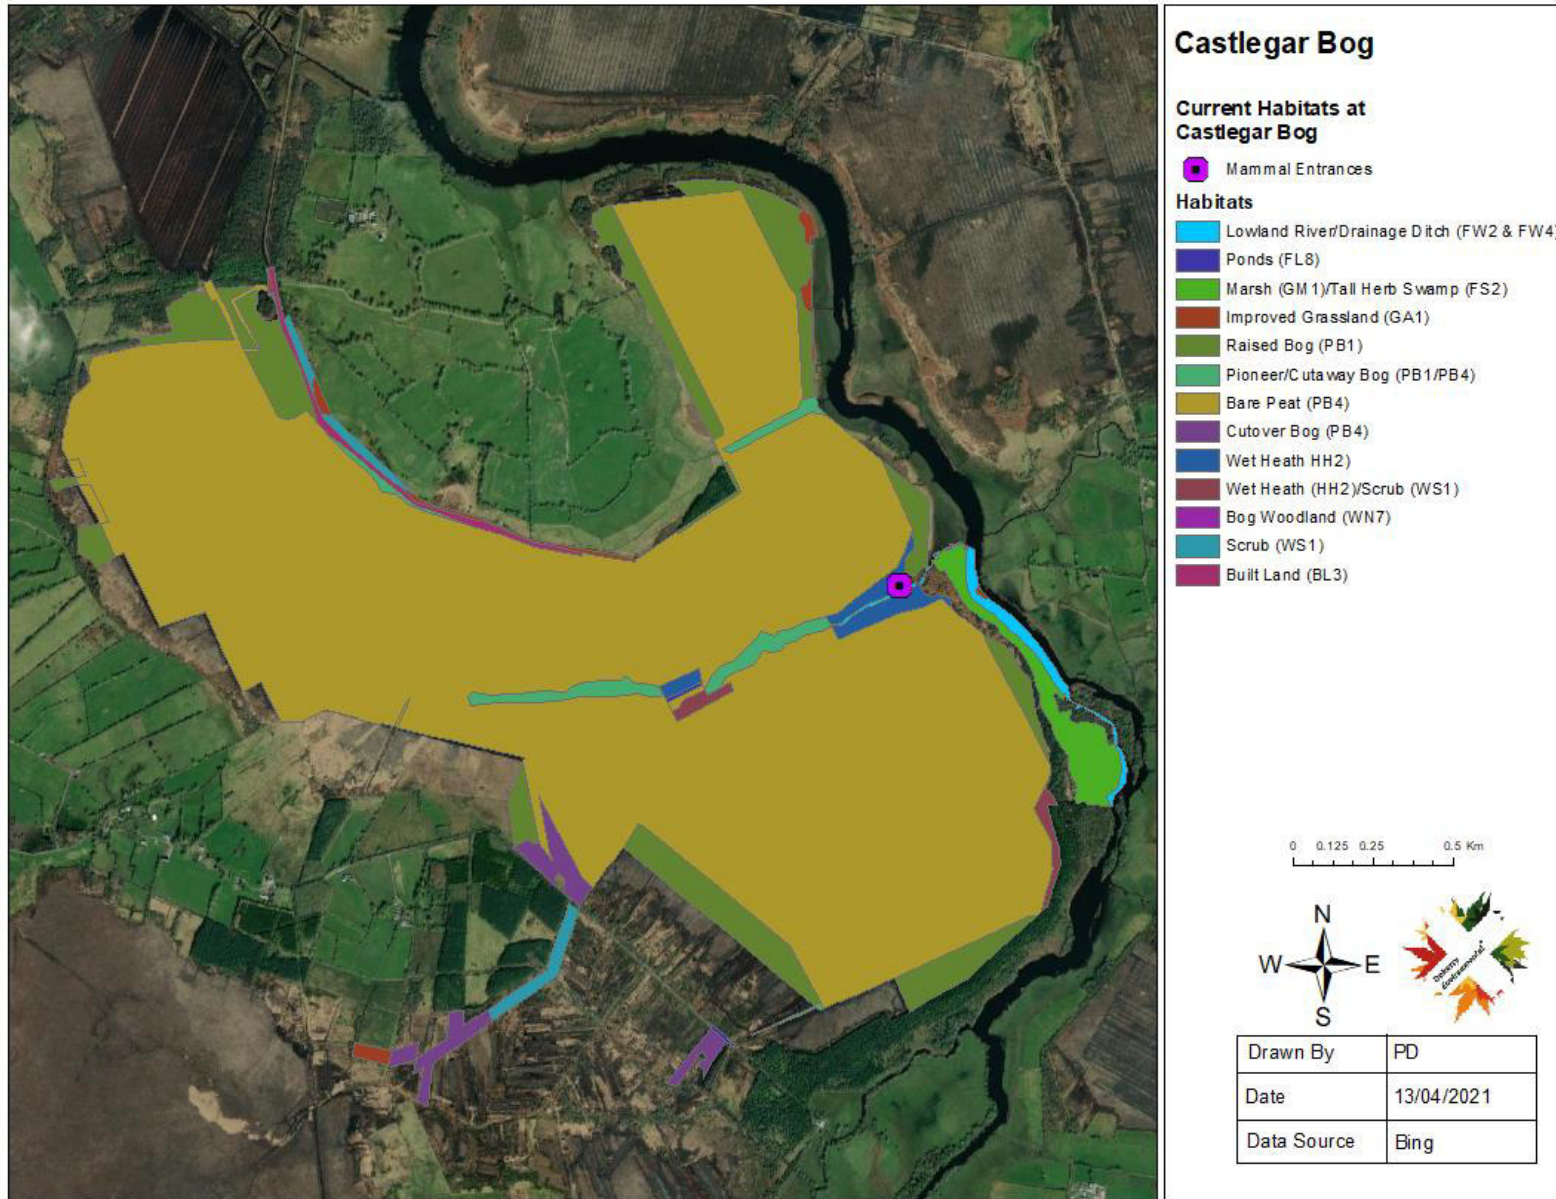 Castlegar Bog
Current Habitats at
Castlegar Bog
Mammal Entrances
Habitats
Lowland River/Drainage Ditch (FW2 & FW4)
Ponds (FL8)
Marsh (GM1)/Tall Herb Swamp (FS2)
Improved Grassland (GA1)
Raised Bog (PB1)
Pioneer/Cutaway Bog (PB1/PB4)
Bare Peat (PB4)
Cutover Bog (PB4)
Wet Heath HH2)
Wet Heath (HH2)/Scrub (WS1)
Bog Woodland (WN7)
Scrub (WS1)
Built Land (BL3)
0 0.125 0.25 0.5 Km
N
W E
S
Doherty
Environmental
Drawn By PD
Date 13/04/2021
Data Source Bing